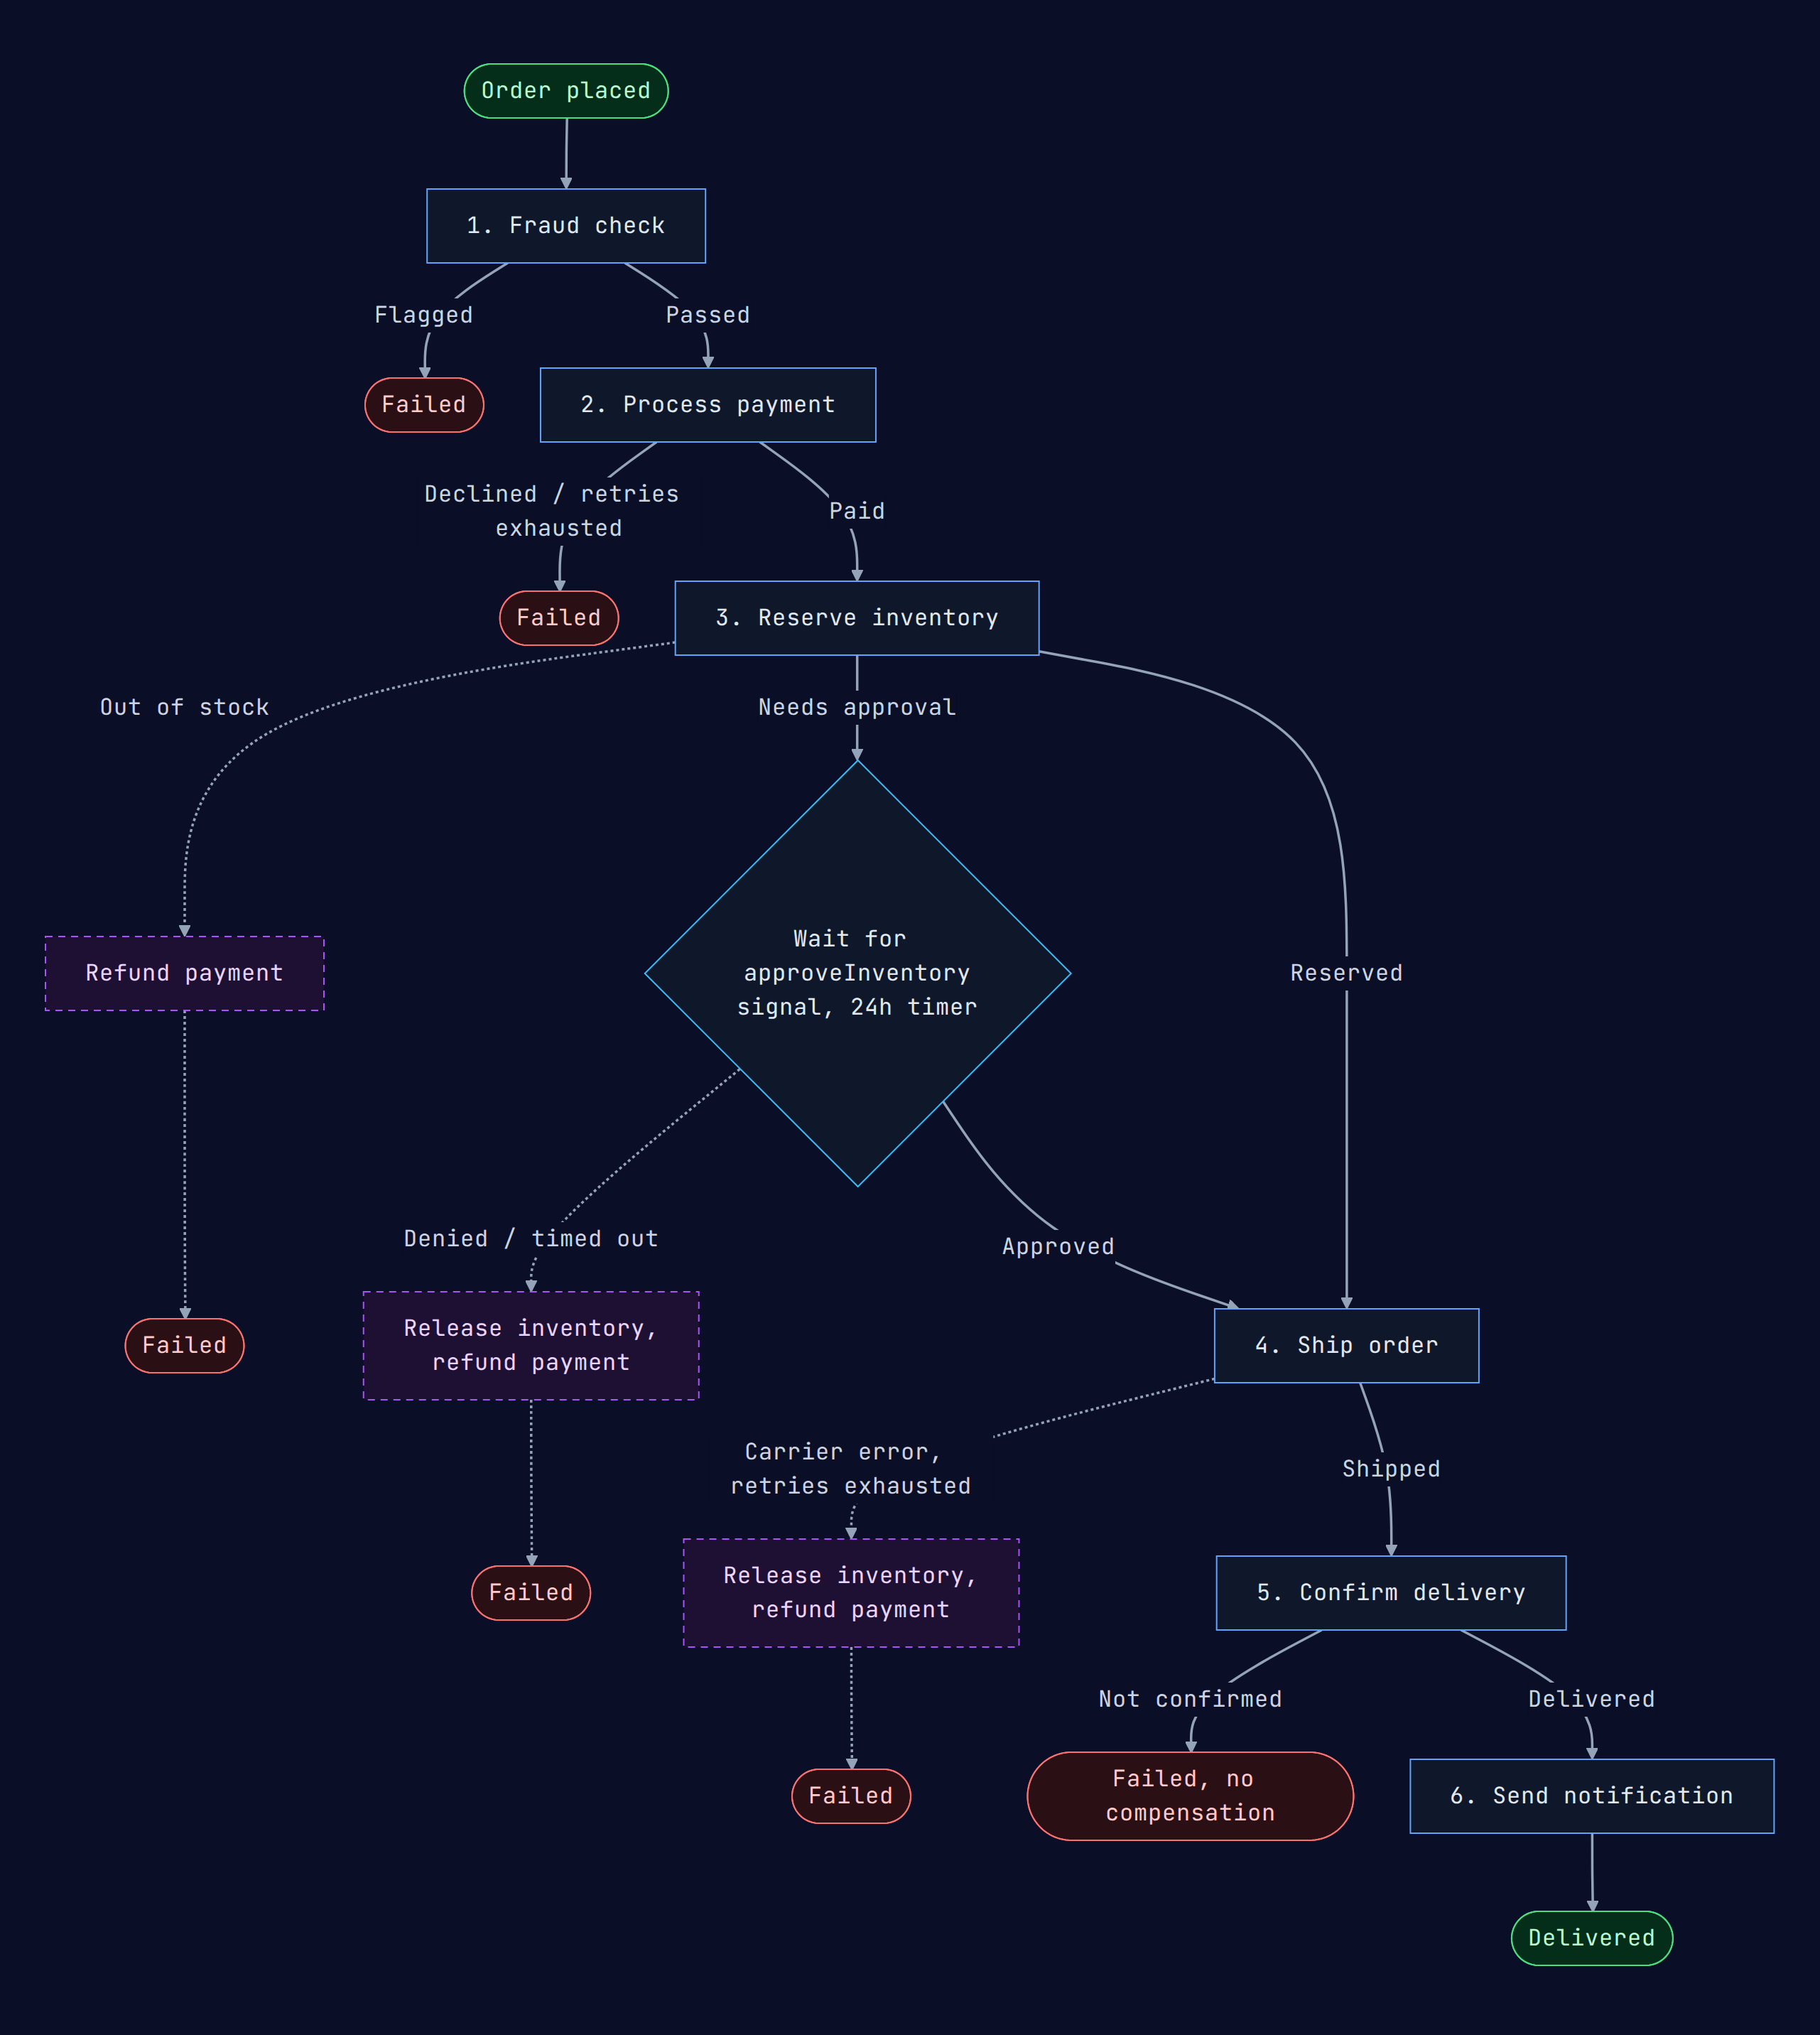 Order placed
1. Fraud check
Flagged
Passed
Failed
2. Process payment
Declined / retries
exhausted
Paid
Failed
3. Reserve inventory
Out of stock
Needs approval
Wait for
approveInventory
signal, 24h timer
Refund payment
Reserved
Denied / timed out
Approved
Failed
Release inventory,
refund payment
4. Ship order
Carrier error,
retries exhausted
Shipped
Failed
Release inventory,
refund payment
5. Confirm delivery
Not confirmed
Delivered
Failed
Failed, no
compensation
6. Send notification
Delivered